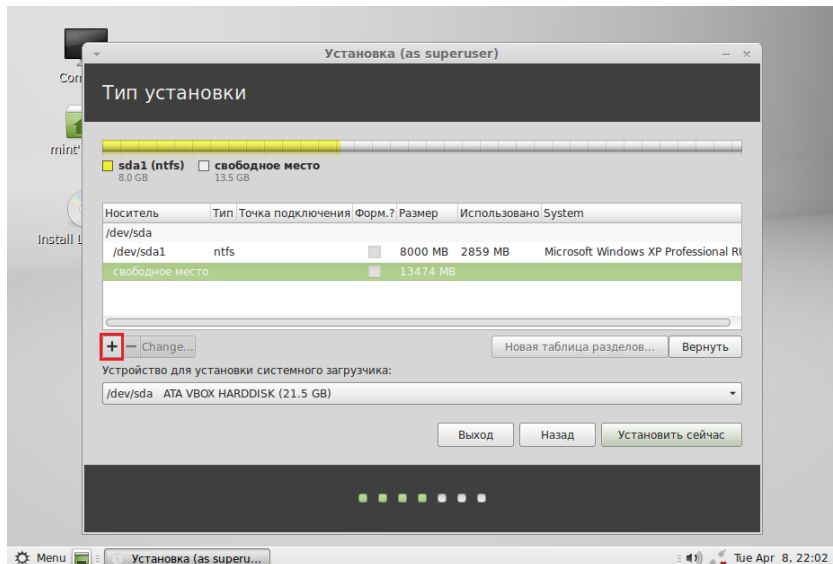 Установка (as superuser)
Тип установки
mint'
Install L
sda1 (ntfs) свободное место
8.0 GB 13.5 GB
Носитель Тип Точка подключения Форм.? Размер Использовано System
/dev/sda
/dev/sda1 ntfs 8000 MB 2859 MB Microsoft Windows XP Professional
свободное место 13474 MB
+ − Change... Новая таблица разделов... Вернуть
Устройство для установки системного загрузчика:
/dev/sda ATA VBOX HARDDISK (21.5 GB)
Выход Назад Установить сейчас
Menu Установка (as superu... Tue Apr 8, 22:02